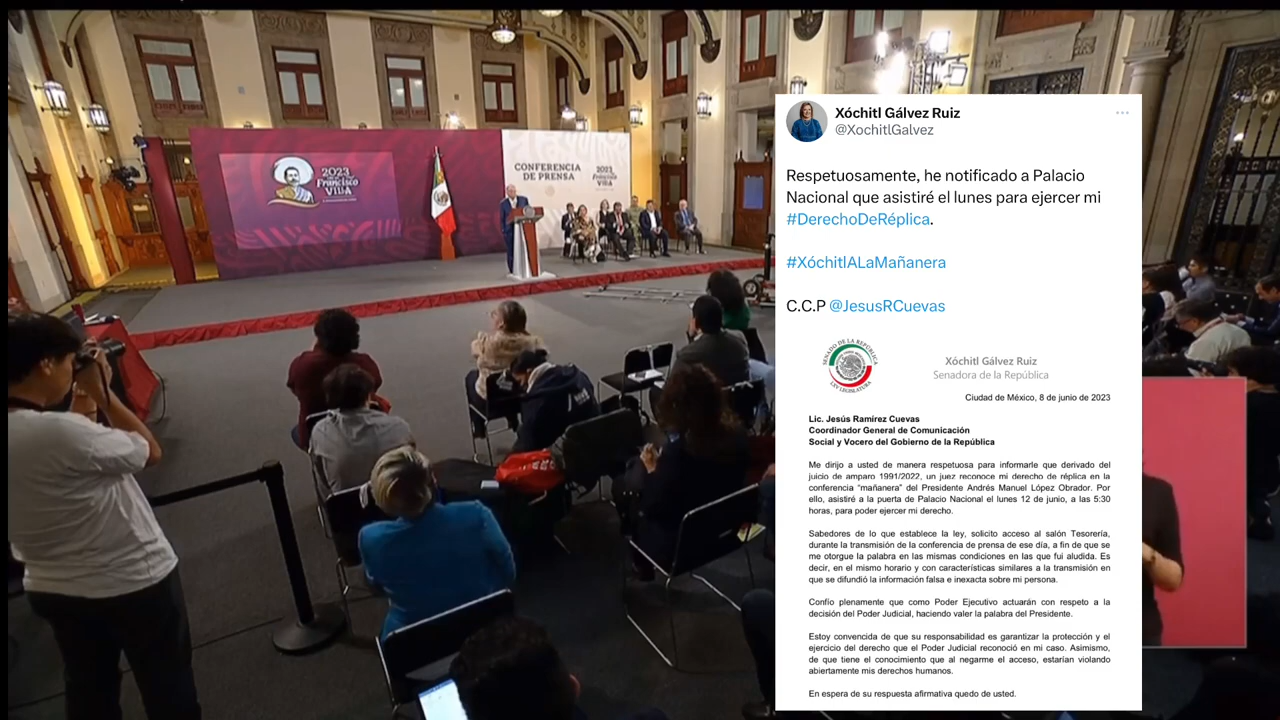 2023
Francisco
VILLA
CONFERENCIA
DE PRENSA
2023
Francisco
VILLA
Xóchitl Gálvez Ruiz
@XochitlGalvez
Respetuosamente, he notificado a Palacio
Nacional que asistiré el lunes para ejercer mi
#DerechoDeRéplica.
#XóchitlALaMañanera
C.C.P @JesusRCuevas
SENADO DE LA REPÚBLICA
LXV LEGISLATURA
Xóchitl Gálvez Ruiz
Senadora de la República
Ciudad de México, 8 de junio de 2023
Lic. Jesús Ramírez Cuevas
Coordinador General de Comunicación
Social y Vocero del Gobierno de la República
Me dirijo a usted de manera respetuosa para informarle que derivado del
juicio de amparo 1991/2022, un juez reconoce mi derecho de réplica en la
conferencia “mañanera” del Presidente Andrés Manuel López Obrador. Por
ello, asistiré a la puerta de Palacio Nacional el lunes 12 de junio, a las 5:30
horas, para poder ejercer mi derecho.
Sabedores de lo que establece la ley, solicito acceso al salón Tesorería,
durante la transmisión de la conferencia de prensa de ese día, a fin de que se
me otorgue la palabra en las mismas condiciones en las que fui aludida. Es
decir, en el mismo horario y con características similares a la transmisión en
que se difundió la información falsa e inexacta sobre mi persona.
Confío plenamente que como Poder Ejecutivo actuarán con respeto a la
decisión del Poder Judicial, haciendo valer la palabra del Presidente.
Estoy convencida de que su responsabilidad es garantizar la protección y el
ejercicio del derecho que el Poder Judicial reconoció en mi caso. Asimismo,
de que tiene el conocimiento que al negarme el acceso, estarían violando
abiertamente mis derechos humanos.
En espera de su respuesta afirmativa quedo de usted.